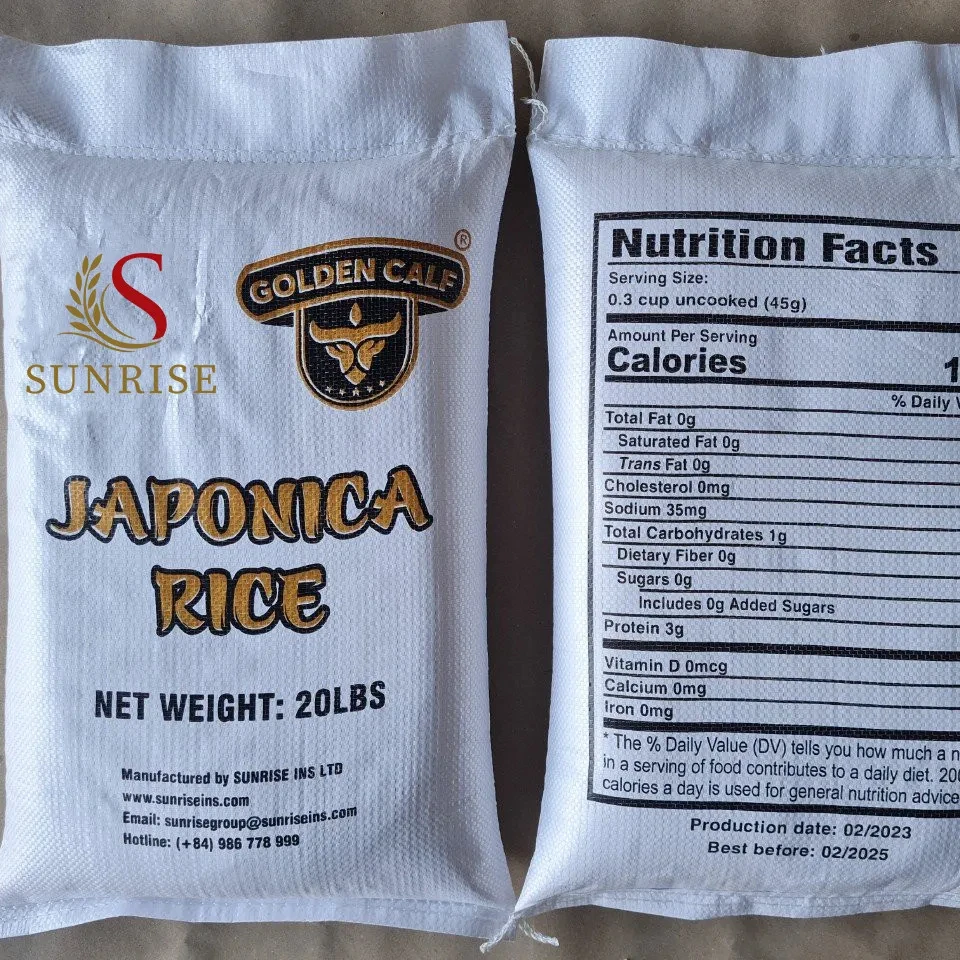 S
SUNRISE
GOLDEN CALF ®
JAPONICA
RICE
NET WEIGHT: 20LBS
Manufactured by SUNRISE INS LTD
www.sunriseins.com
Email: sunrisegroup@sunriseins.com
Hotline: (+84) 986 778 999
Nutrition Facts
Serving Size:
0.3 cup uncooked (45g)
Amount Per Serving
Calories 1
% Daily V
Total Fat 0g
Saturated Fat 0g
Trans Fat 0g
Cholesterol 0mg
Sodium 35mg
Total Carbohydrates 1g
Dietary Fiber 0g
Sugars 0g
Includes 0g Added Sugars
Protein 3g
Vitamin D 0mcg
Calcium 0mg
Iron 0mg
* The % Daily Value (DV) tells you how much a n
in a serving of food contributes to a daily diet. 200
calories a day is used for general nutrition advice
Production date: 02/2023
Best before: 02/2025